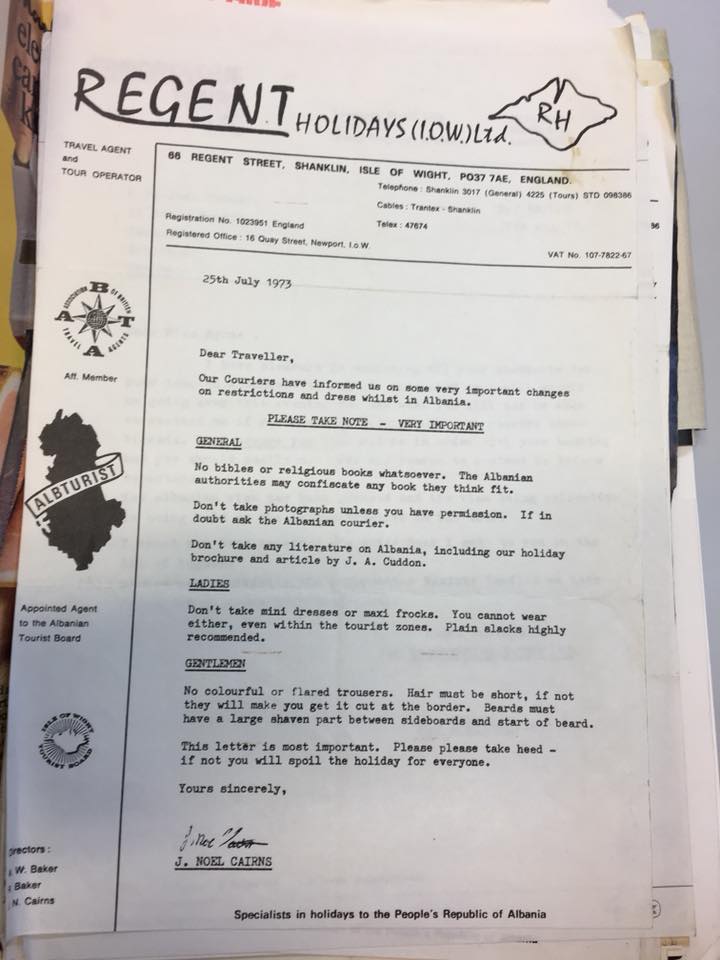 REGENT HOLIDAYS (I.O.W.) Ltd.
RH
TRAVEL AGENT
and
TOUR OPERATOR
66 REGENT STREET, SHANKLIN, ISLE OF WIGHT, PO37 7AE, ENGLAND.
Telephone : Shanklin 3017 (General) 4225 (Tours) STD 098386
Cables : Trantex - Shanklin
Registration No. 1023951 England
Telex : 47674
Registered Office : 16 Quay Street, Newport, I.o.W.
VAT No. 107-7822-67
25th July 1973
ABTA
ASSOCIATION OF BRITISH TRAVEL AGENTS
Aff. Member
Dear Traveller,
Our Couriers have informed us on some very important changes
on restrictions and dress whilst in Albania.
PLEASE TAKE NOTE - VERY IMPORTANT
GENERAL
No bibles or religious books whatsoever. The Albanian
authorities may confiscate any book they think fit.
Don't take photographs unless you have permission. If in
doubt ask the Albanian courier.
Don't take any literature on Albania, including our holiday
brochure and article by J. A. Cuddon.
ALBTURIST
Appointed Agent
to the Albanian
Tourist Board
LADIES
Don't take mini dresses or maxi frocks. You cannot wear
either, even within the tourist zones. Plain slacks highly
recommended.
GENTLEMEN
No colourful or flared trousers. Hair must be short, if not
they will make you get it cut at the border. Beards must
have a large shaven part between sideboards and start of beard.
This letter is most important. Please please take heed -
if not you will spoil the holiday for everyone.
ISLE OF WIGHT TOURIST BOARD
Yours sincerely,
J. NOEL CAIRNS
Directors :
W. Baker
Baker
N. Cairns
Specialists in holidays to the People's Republic of Albania